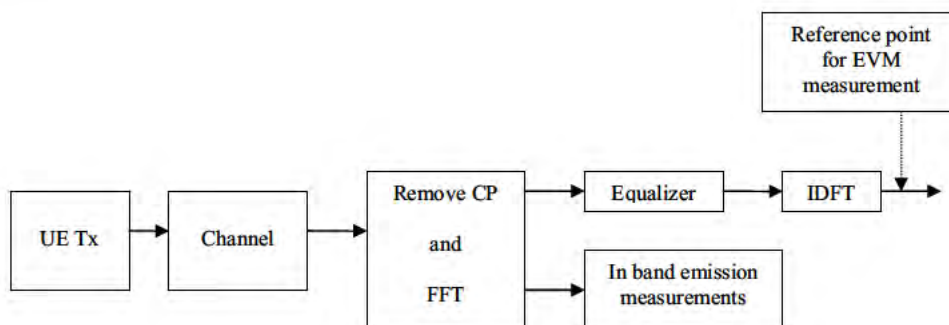 Reference point
for EVM
measurement
UE Tx
Channel
Remove CP
and
FFT
Equalizer
IDFT
In band emission
measurements